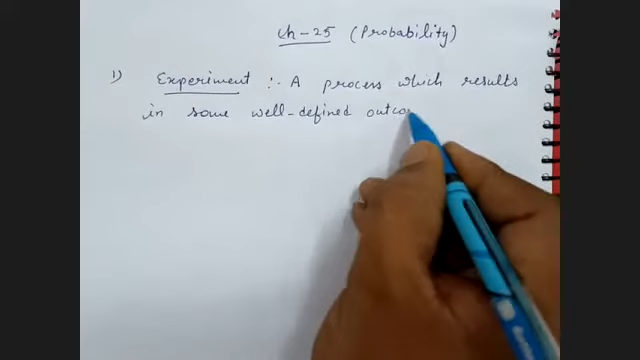 Ch-25 (Probability)
1) Experiment :- A process which results
in some well-defined outco